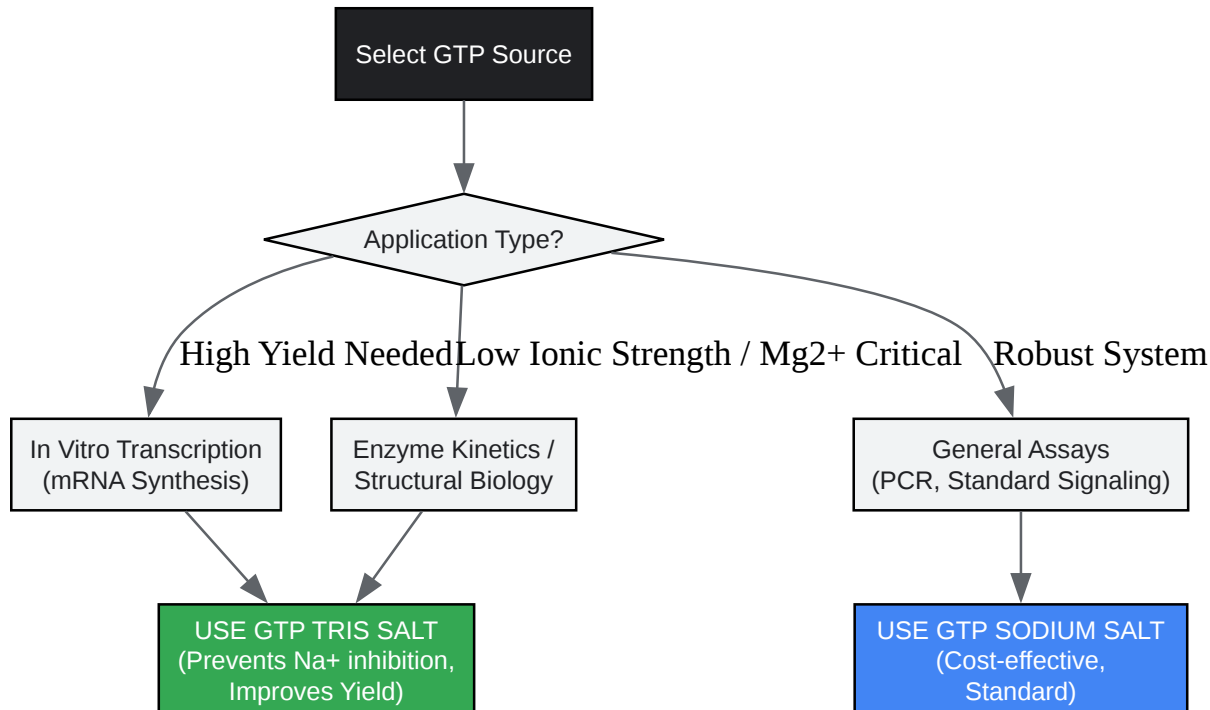 Select GTP Source
Application Type?
High Yield Needed
Low Ionic Strength / Mg2+ Critical
Robust System
In Vitro Transcription
(mRNA Synthesis)
Enzyme Kinetics /
Structural Biology
General Assays
(PCR, Standard Signaling)
USE GTP TRIS SALT
(Prevents Na+ inhibition,
Improves Yield)
USE GTP SODIUM SALT
(Cost-effective,
Standard)